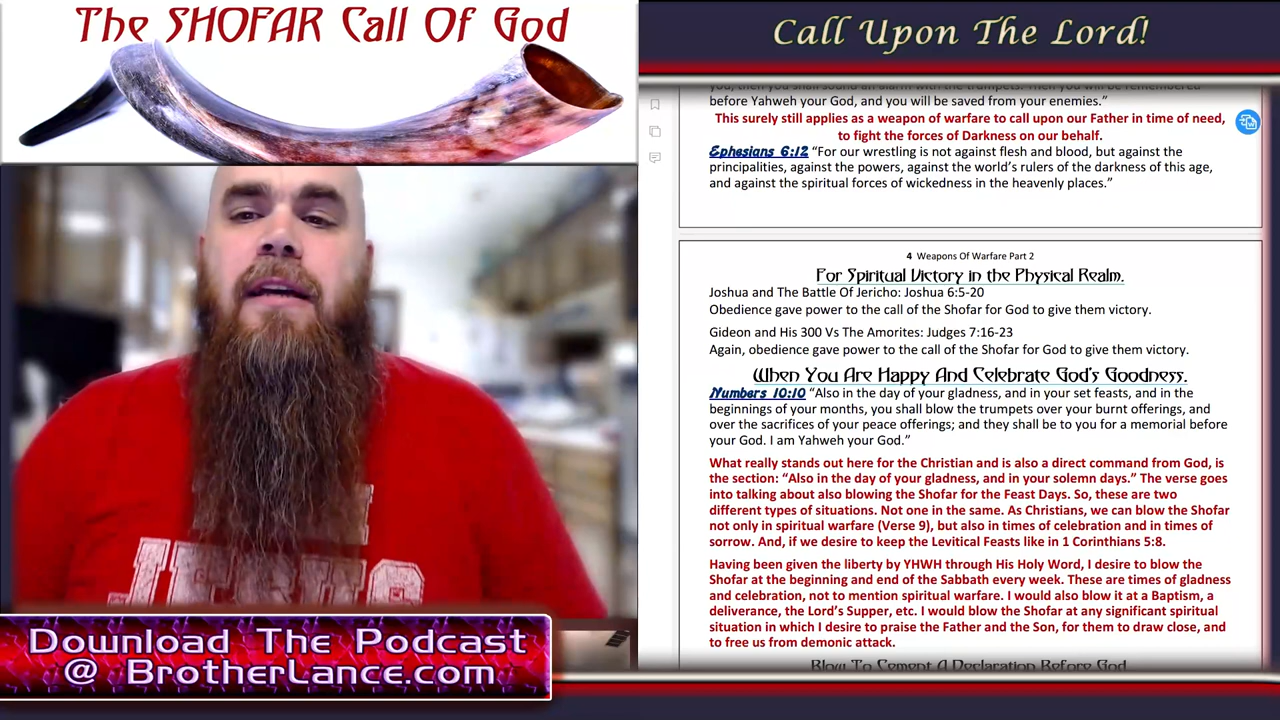 The SHOFAR Call Of God
Call Upon The Lord!
before Yahweh your God, and you will be saved from your enemies.”
This surely still applies as a weapon of warfare to call upon our Father in time of need,
to fight the forces of Darkness on our behalf.
Ephesians 6:12 “For our wrestling is not against flesh and blood, but against the
principalities, against the powers, against the world’s rulers of the darkness of this age,
and against the spiritual forces of wickedness in the heavenly places.”
4 Weapons Of Warfare Part 2
For Spiritual Victory in the Physical Realm.
Joshua and The Battle Of Jericho: Joshua 6:5-20
Obedience gave power to the call of the Shofar for God to give them victory.
Gideon and His 300 Vs The Amorites: Judges 7:16-23
Again, obedience gave power to the call of the Shofar for God to give them victory.
When You Are Happy And Celebrate God’s Goodness.
Numbers 10:10 “Also in the day of your gladness, and in your set feasts, and in the
beginnings of your months, you shall blow the trumpets over your burnt offerings, and
over the sacrifices of your peace offerings; and they shall be to you for a memorial before
your God. I am Yahweh your God.”
What really stands out here for the Christian and is also a direct command from God, is
the section: “Also in the day of your gladness, and in your solemn days.” The verse goes
into talking about also blowing the Shofar for the Feast Days. So, these are two
different types of situations. Not one in the same. As Christians, we can blow the Shofar
not only in spiritual warfare (Verse 9), but also in times of celebration and in times of
sorrow. And, if we desire to keep the Levitical Feasts like in 1 Corinthians 5:8.
Having been given the liberty by YHWH through His Holy Word, I desire to blow the
Shofar at the beginning and end of the Sabbath every week. These are times of gladness
and celebration, not to mention spiritual warfare. I would also blow it at a Baptism, a
deliverance, the Lord’s Supper, etc. I would blow the Shofar at any significant spiritual
situation in which I desire to praise the Father and the Son, for them to draw close, and
to free us from demonic attack.
Blow To Cement A Declaration Before God
JESUS
Download The Podcast
@ BrotherLance.com